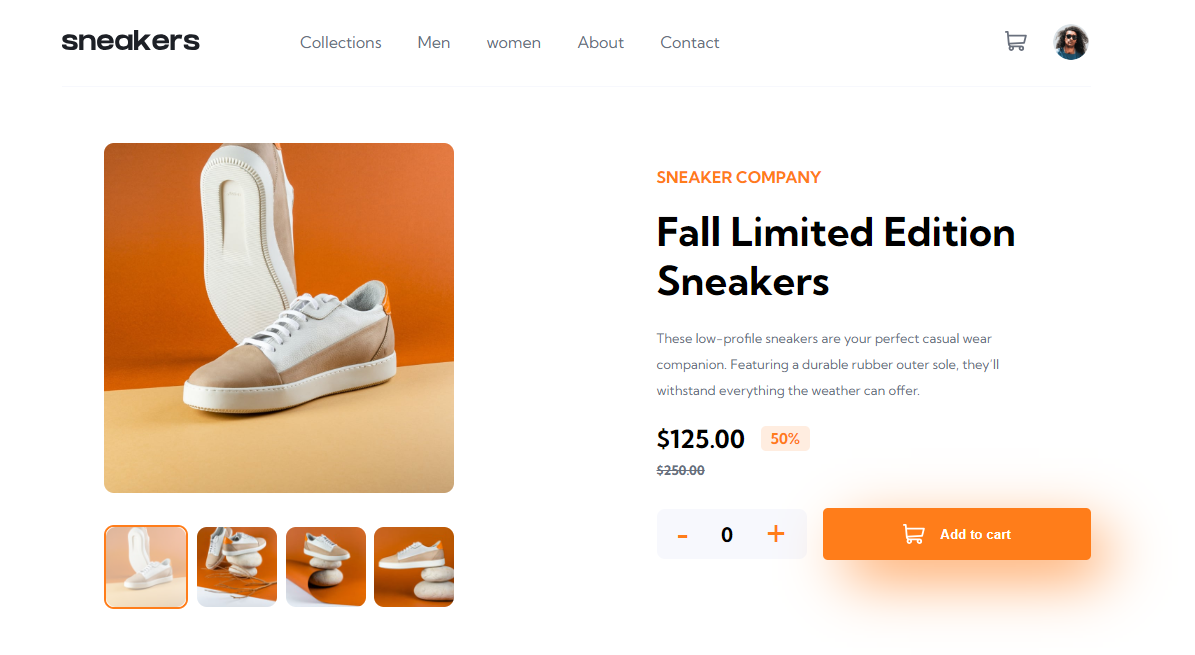 sneakers
Collections Men women About Contact
SNEAKER COMPANY
Fall Limited Edition
Sneakers
These low-profile sneakers are your perfect casual wear
companion. Featuring a durable rubber outer sole, they'll
withstand everything the weather can offer.
$125.00 50%
$250.00
- 0 + Add to cart